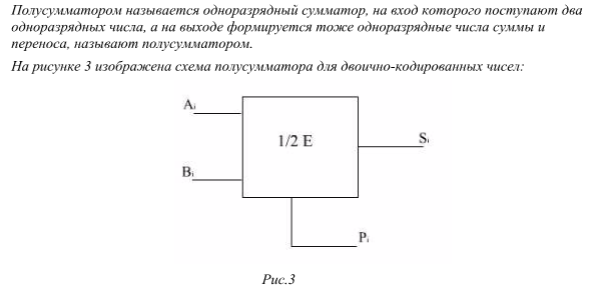 Полусумматором называется одноразрядный сумматор, на вход которого поступают два
одноразрядных числа, а на выходе формируется тоже одноразрядные числа суммы и
переноса, называют полусумматором.
На рисунке 3 изображена схема полусумматора для двоично-кодированных чисел:
Ai
1/2 E
Si
Bi
Pi
Рис.3